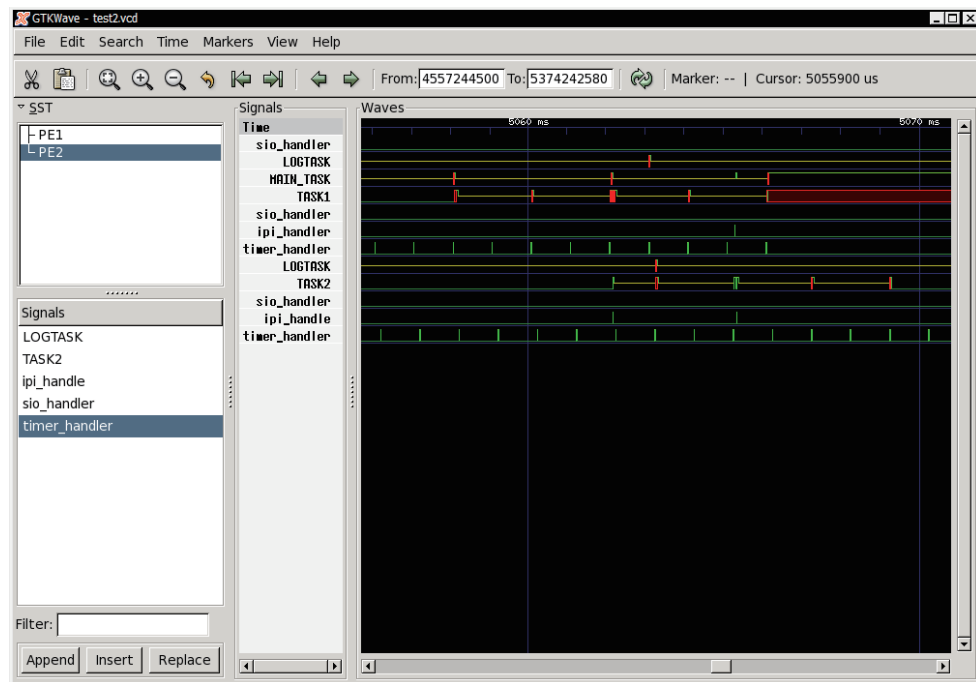 GTKWave - test2.vcd
File Edit Search Time Markers View Help
From: 4557244500 To: 5374242580 Marker: -- | Cursor: 5055900 us
SST
PE1
PE2
Signals
LOGTASK
TASK2
ipi_handle
sio_handler
timer_handler
Filter:
Append Insert Replace
Signals
Time
sio_handler
LOGTASK
MAIN_TASK
TASK1
sio_handler
ipi_handler
timer_handler
LOGTASK
TASK2
sio_handler
ipi_handle
timer_handler
Waves
5060 ms 5070 ms